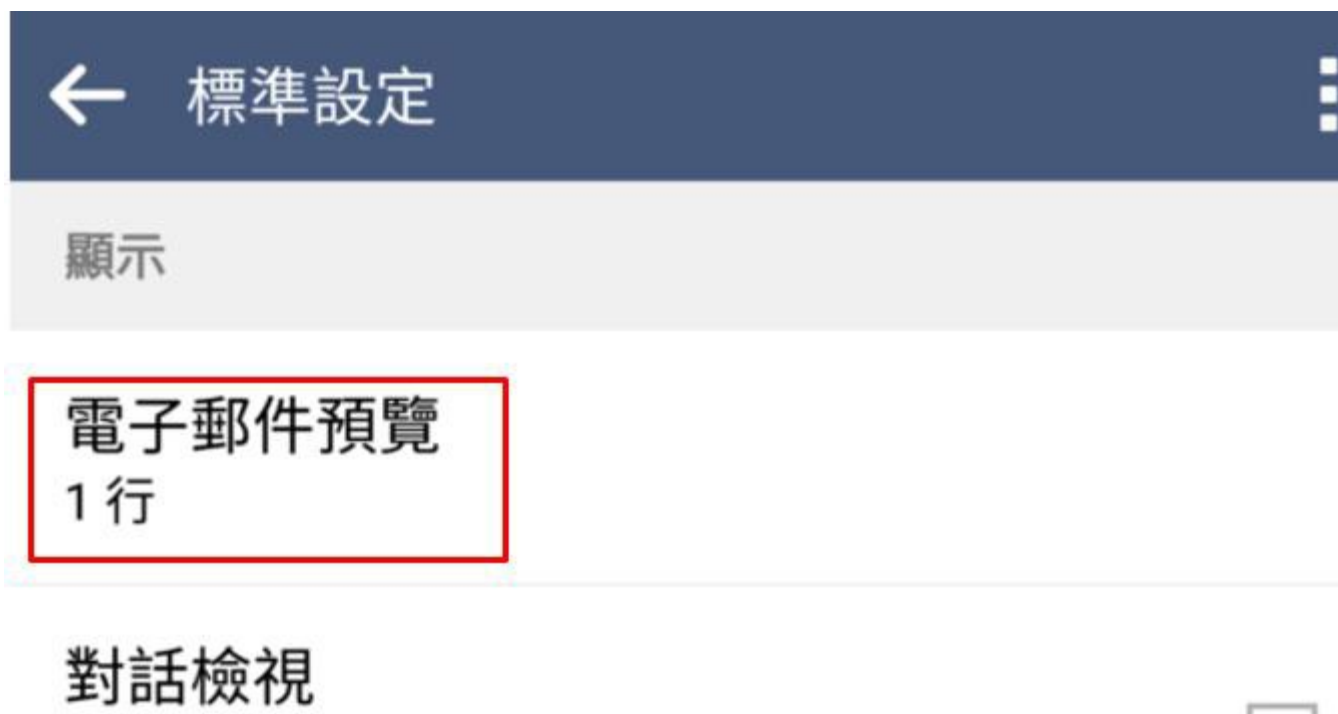 標準設定
顯示
電子郵件預覽
1 行
對話檢視